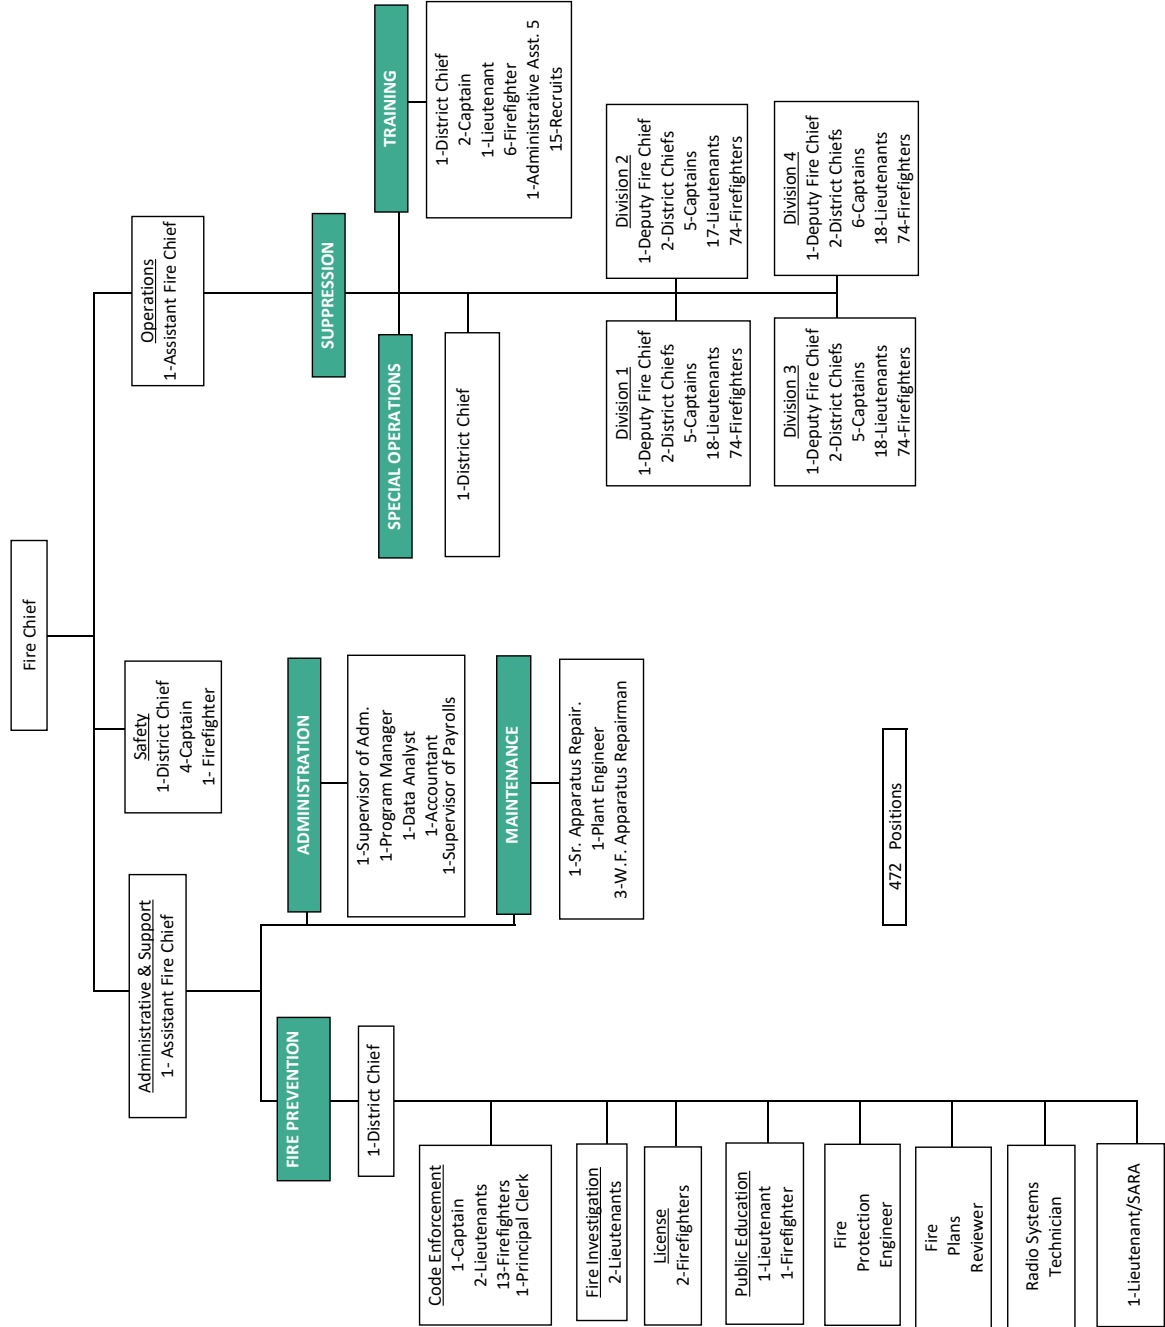 Fire Chief
Administrative & Support
1- Assistant Fire Chief
Safety
1-District Chief
4-Captain
1- Firefighter
Operations
1-Assistant Fire Chief
FIRE PREVENTION
1-District Chief
Code Enforcement
1-Captain
2-Lieutenants
13-Firefighters
1-Principal Clerk
Fire Investigation
2-Lieutenants
License
2-Firefighters
Public Education
1-Lieutenant
1-Firefighter
Fire
Protection
Engineer
Fire
Plans
Reviewer
Radio Systems
Technician
1-Lieutenant/SARA
ADMINISTRATION
1-Supervisor of Adm.
1-Program Manager
1-Data Analyst
1-Accountant
1-Supervisor of Payrolls
MAINTENANCE
1-Sr. Apparatus Repair.
1-Plant Engineer
3-W.F. Apparatus Repairman
SUPPRESSION
SPECIAL OPERATIONS
1-District Chief
TRAINING
1-District Chief
2-Captain
1-Lieutenant
6-Firefighter
1-Administrative Asst. 5
15-Recruits
Division 1
1-Deputy Fire Chief
2-District Chiefs
5-Captains
18-Lieutenants
74-Firefighters
Division 2
1-Deputy Fire Chief
2-District Chiefs
5-Captains
17-Lieutenants
74-Firefighters
Division 3
1-Deputy Fire Chief
2-District Chiefs
5-Captains
18-Lieutenants
74-Firefighters
Division 4
1-Deputy Fire Chief
2-District Chiefs
6-Captains
18-Lieutenants
74-Firefighters
472 Positions